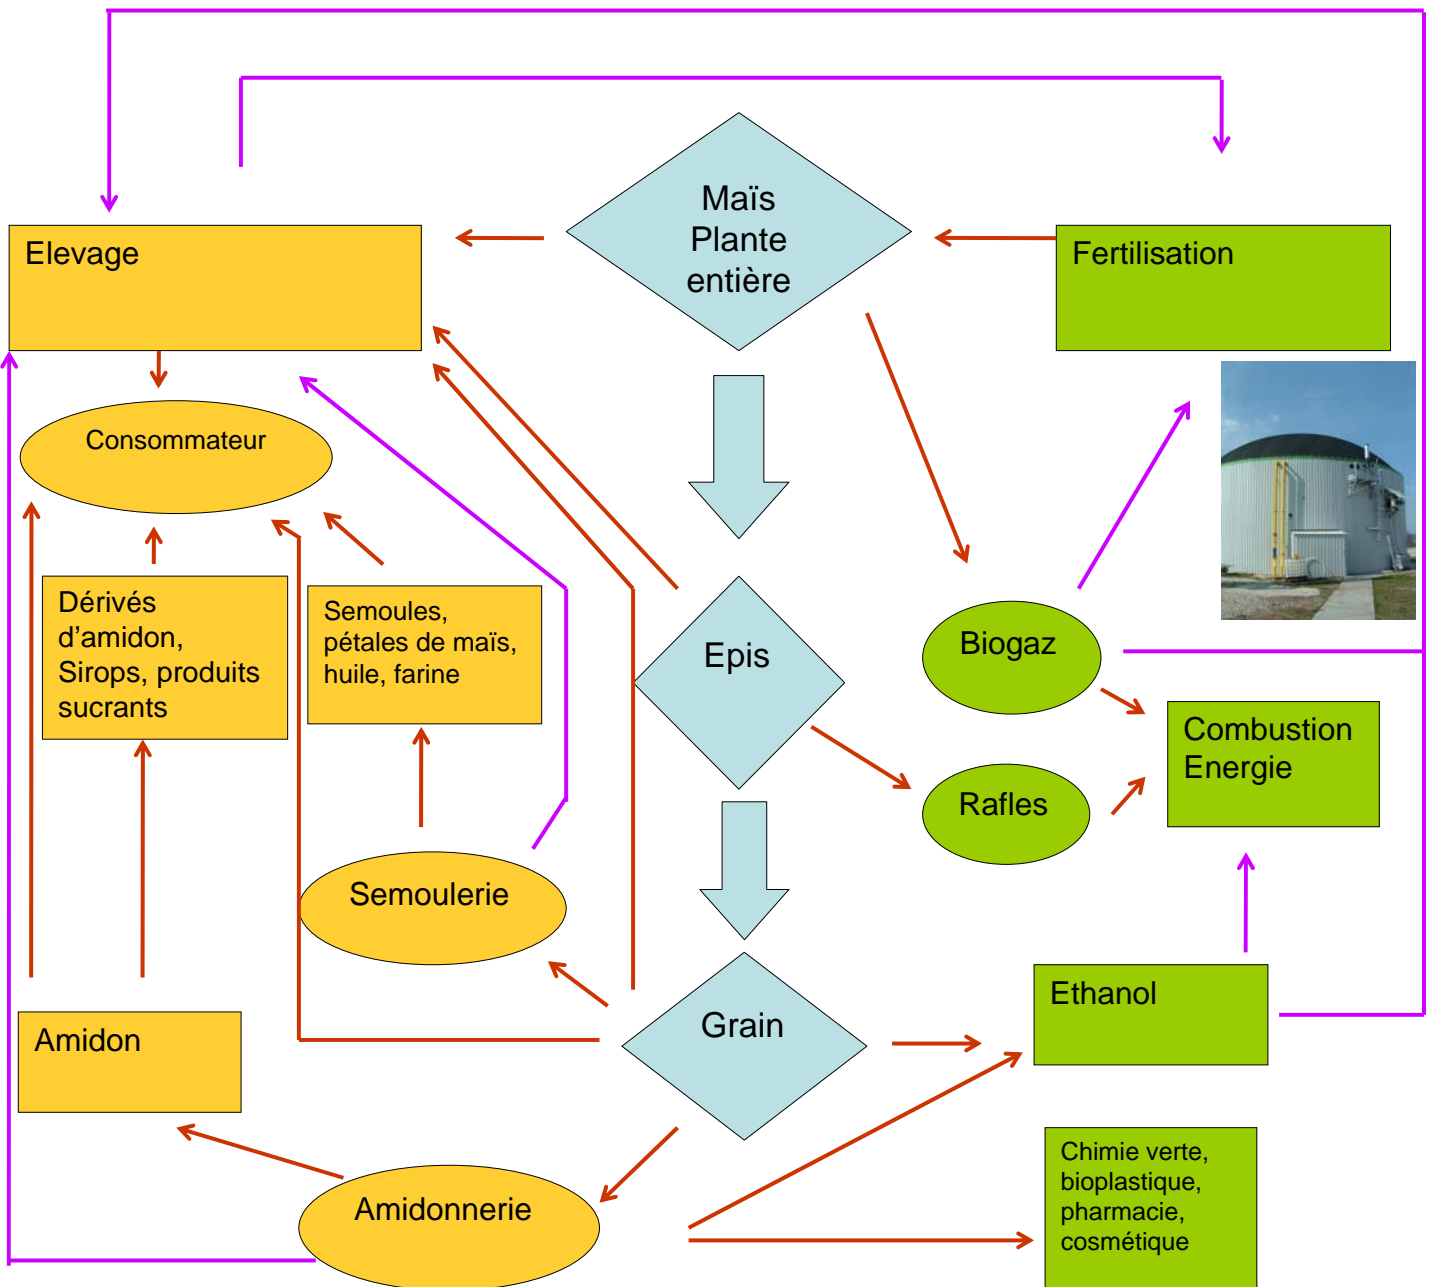 Maïs
Plante
entière
Elevage
Fertilisation
Consommateur
Dérivés
d’amidon,
Sirops, produits
sucrants
Semoules,
pétales de maïs,
huile, farine
Epis
Biogaz
Combustion
Energie
Rafles
Semoulerie
Ethanol
Grain
Amidon
Chimie verte,
bioplastique,
pharmacie,
cosmétique
Amidonnerie